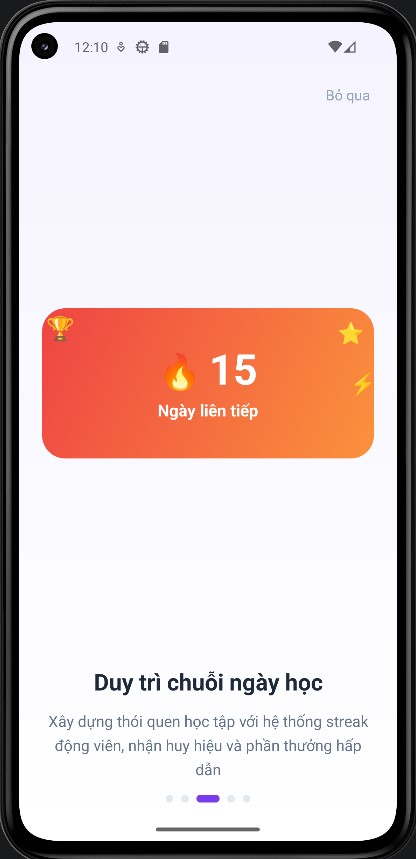 12:10
Bỏ qua
15
Ngày liên tiếp
Duy trì chuỗi ngày học
Xây dựng thói quen học tập với hệ thống streak
động viên, nhận huy hiệu và phần thưởng hấp
dẫn